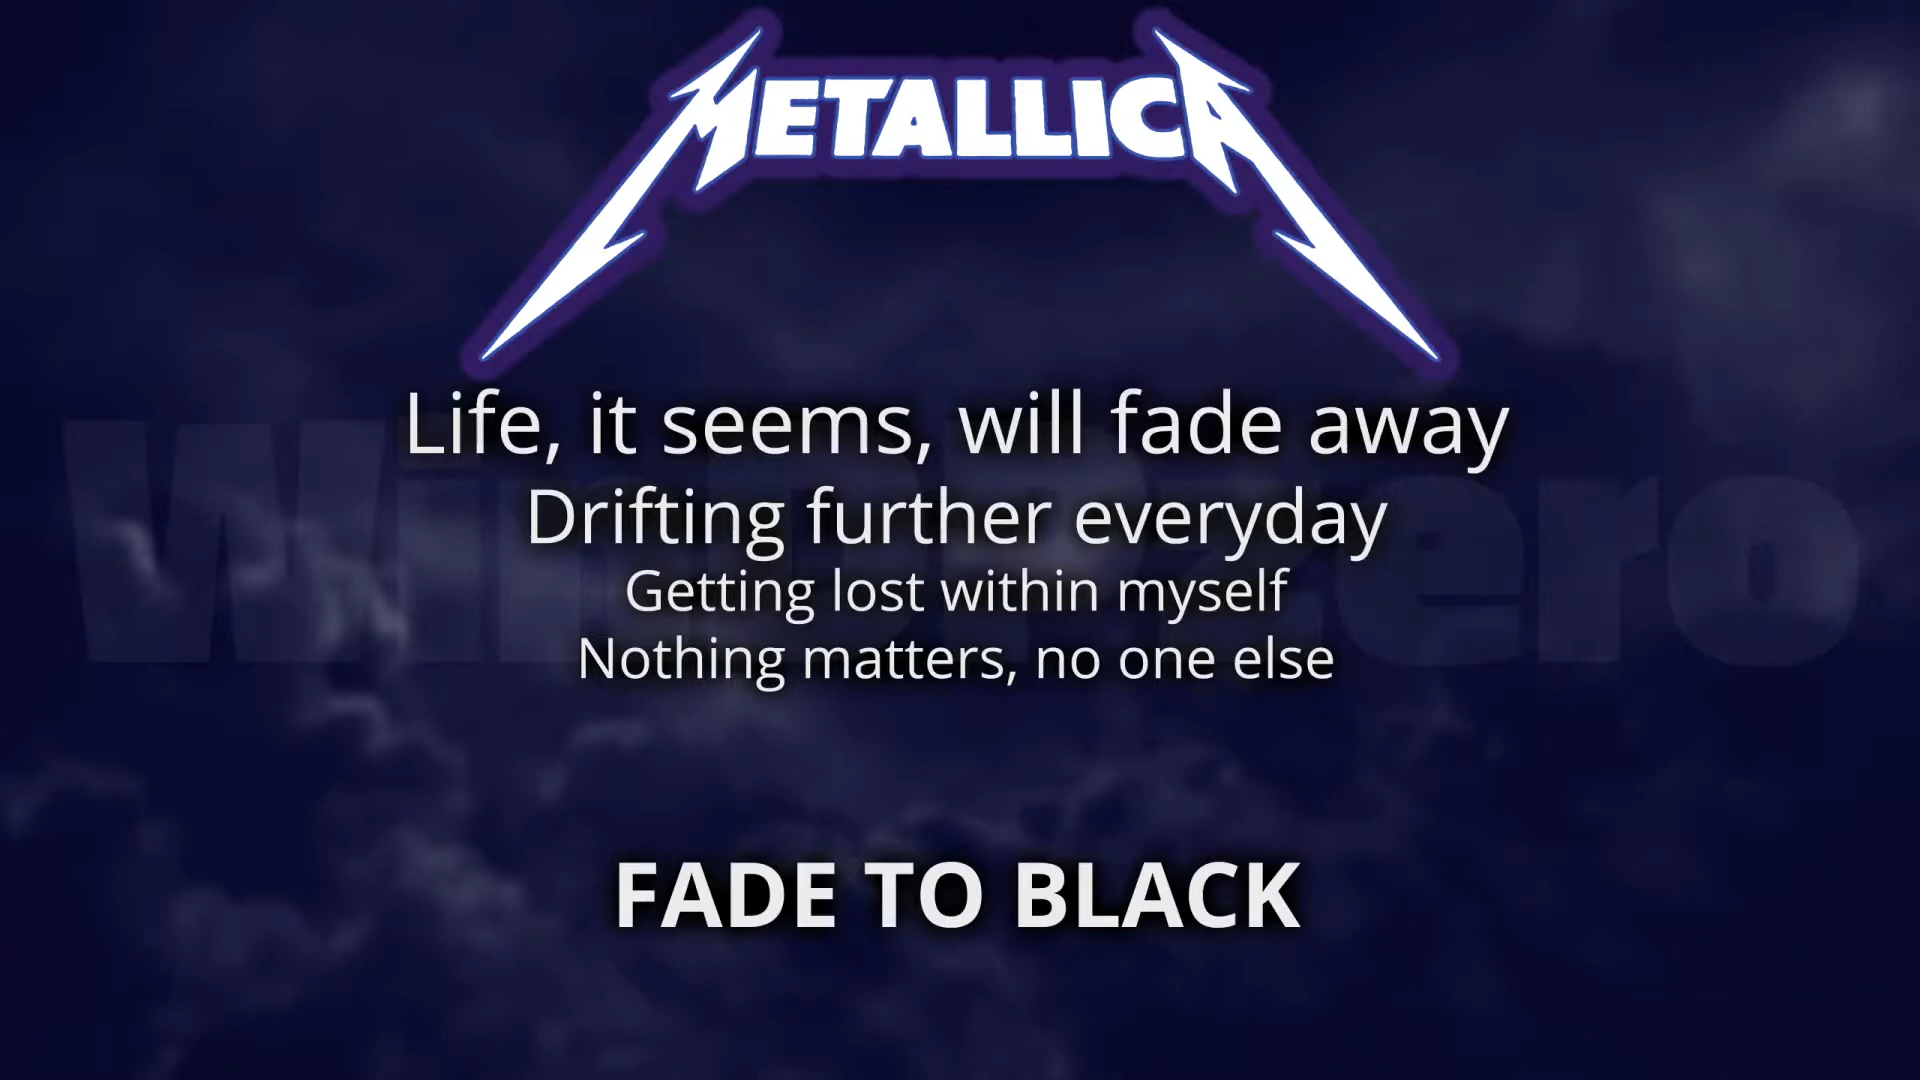 METALLICA
Life, it seems, will fade away
Drifting further everyday
Getting lost within myself
Nothing matters, no one else
FADE TO BLACK